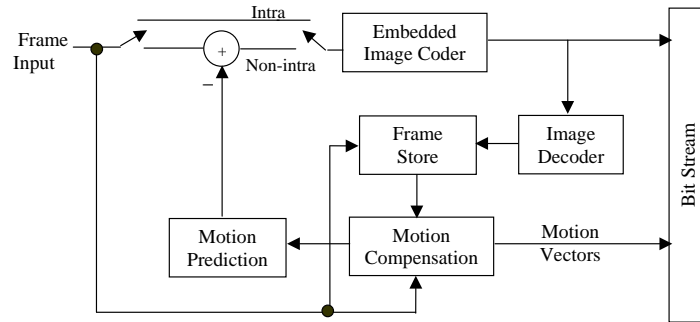 Intra
Frame
Input
+
Non-intra
–
Embedded
Image Coder
Frame
Store
Image
Decoder
Motion
Prediction
Motion
Compensation
Motion
Vectors
Bit Stream